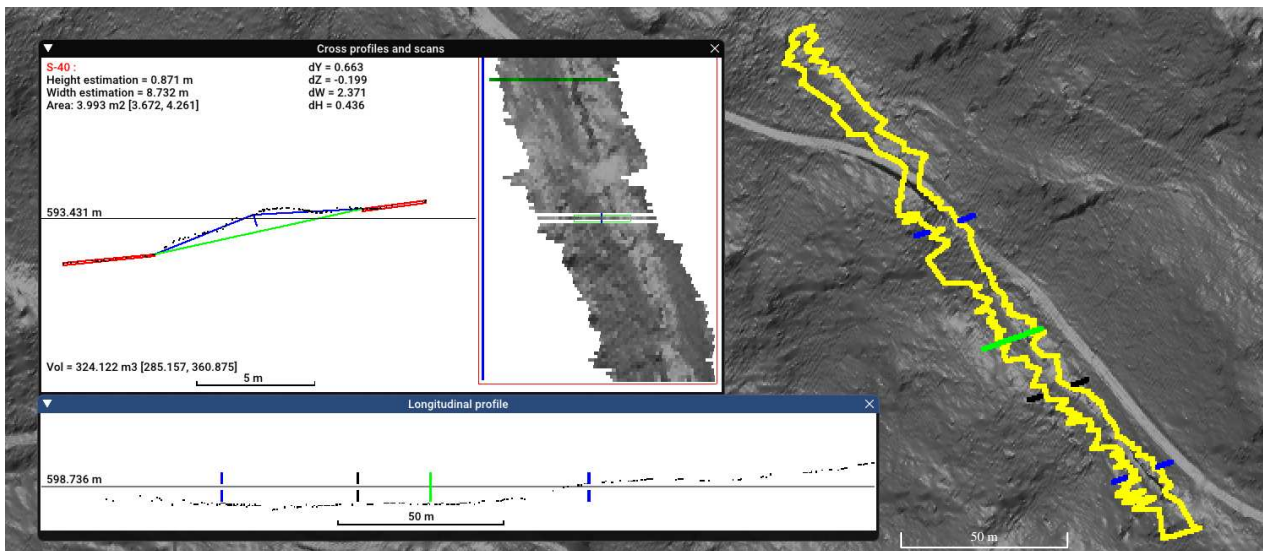 Cross profiles and scans
S-40 :
Height estimation = 0.871 m
Width estimation = 8.732 m
Area: 3.993 m2 [3.672, 4.261]
dY = 0.663
dZ = -0.199
dW = 2.371
dH = 0.436
593.431 m
Vol = 324.122 m3 [285.157, 360.875]
5 m
Longitudinal profile
598.736 m
50 m
50 m